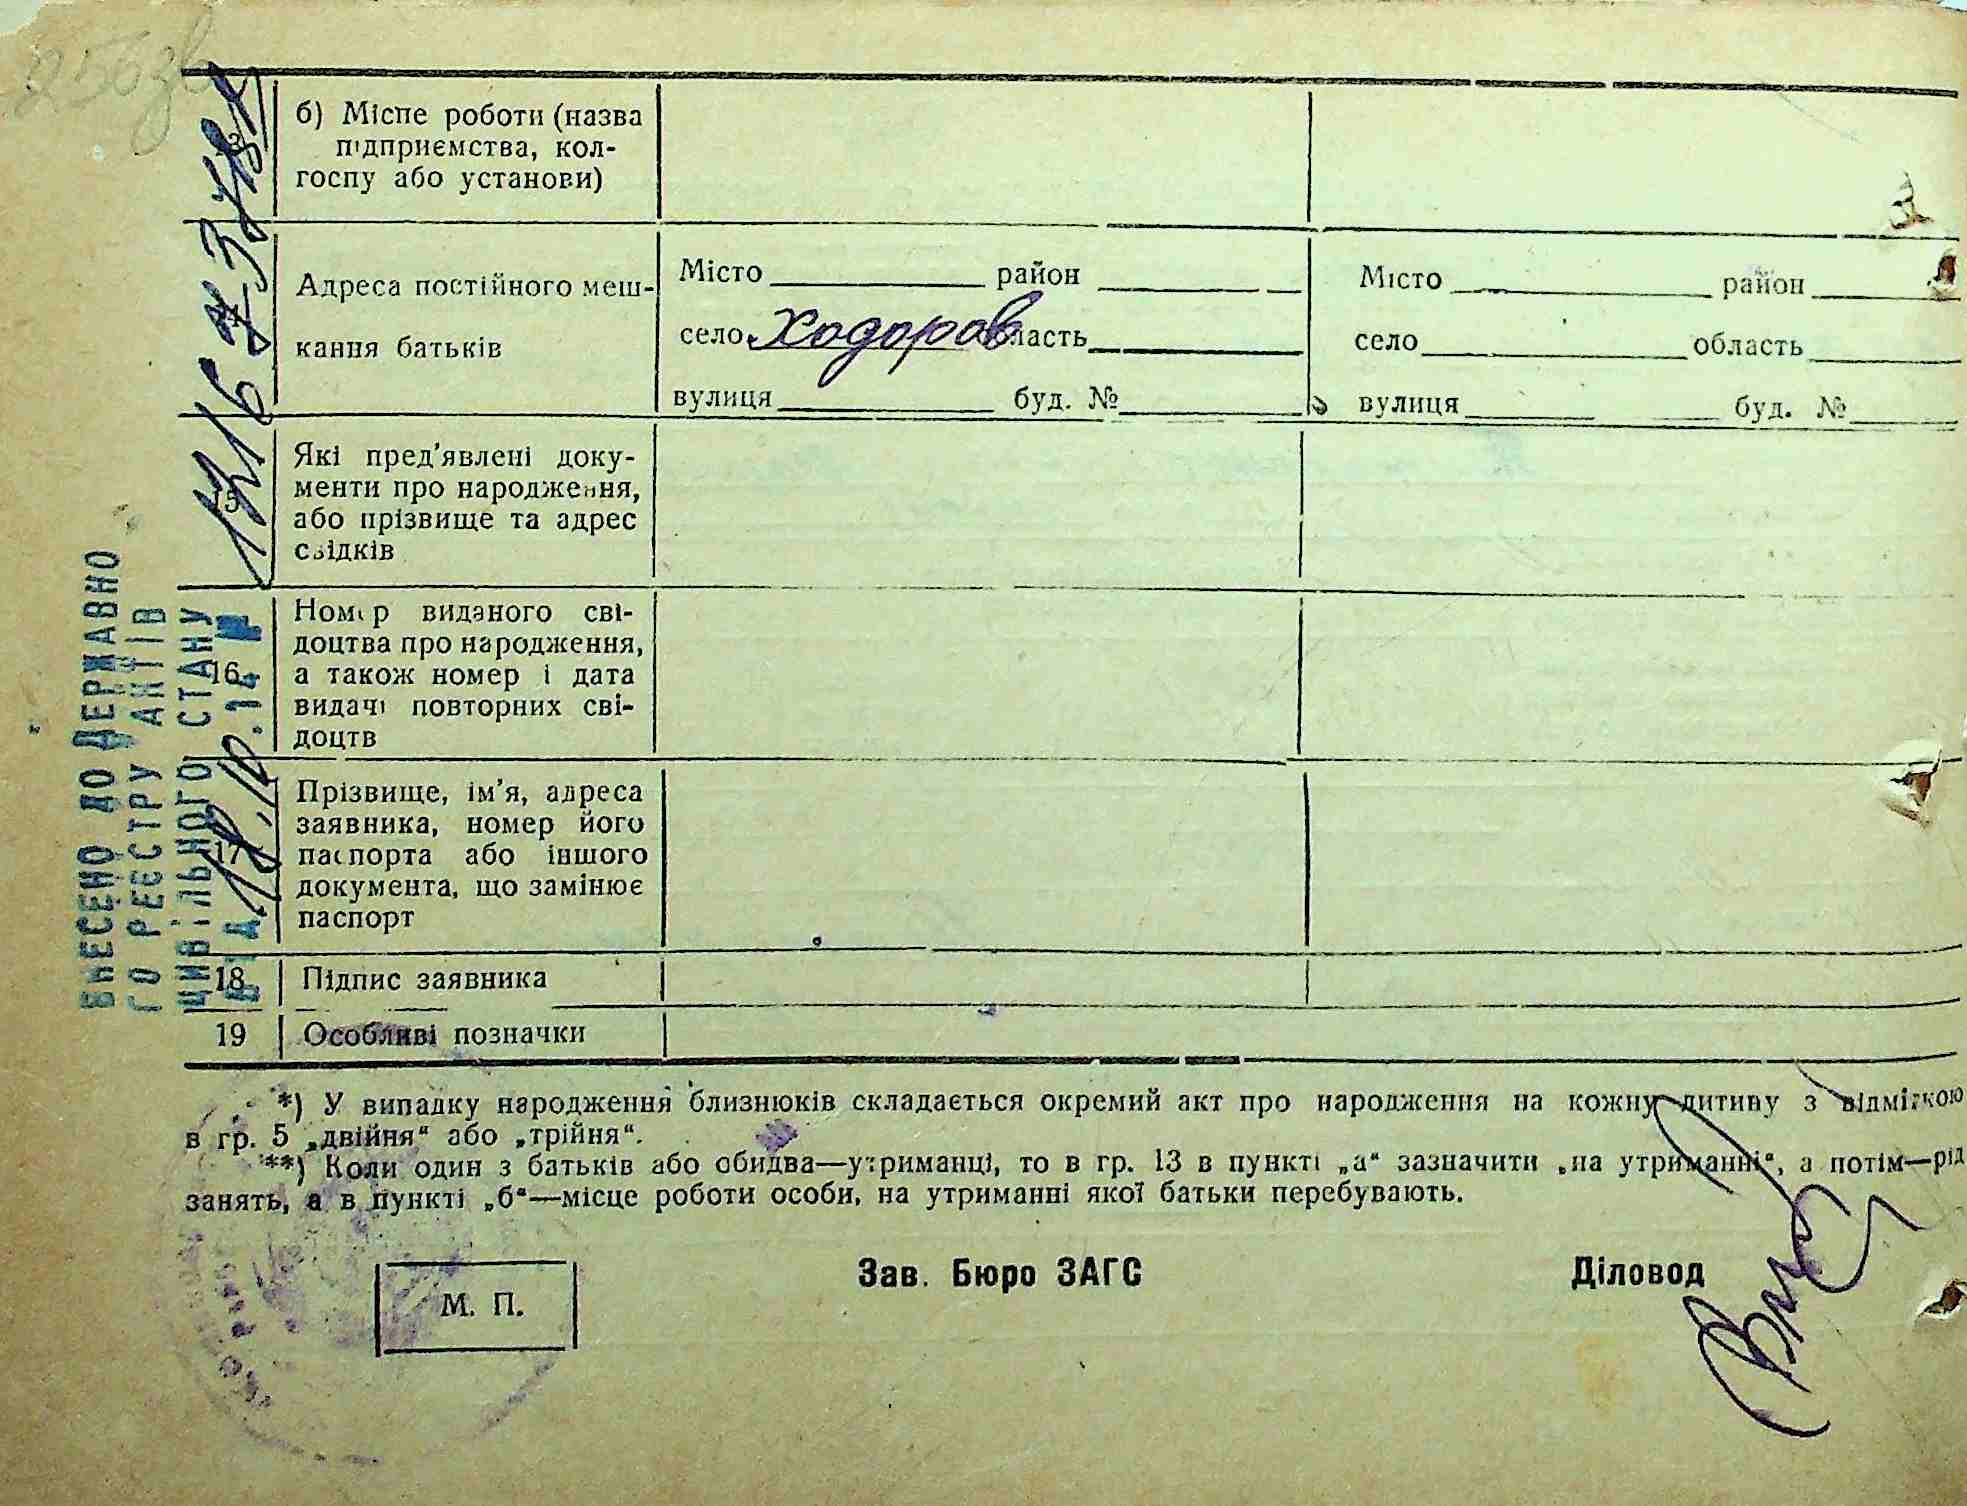 б) Місце роботи (назва
підприємства, кол-
госпу або установи)
Адреса постійного меш-
кання батьків
Місто район
село Ходоров область
вулиця буд. №
Місто район
село область
вулиця буд. №
15
Які пред'явлені доку-
менти про народження,
або прізвище та адрес
свідків
16
Номер виданого сві-
доцтва про народження,
а також номер і дата
видачі повторних сві-
доцтв
17
Прізвище, ім'я, адреса
заявника, номер його
паспорта або іншого
документа, що замінює
паспорт
18
Підпис заявника
19
Особливі позначки
ВНЕСЕНО ДО ДЕРЖАВНО
ГО РЕЄСТРУ АКТІВ
ЦИВІЛЬНОГО СТАНУ
ВІД 18.10.14
*) У випадку народження близнюків складається окремий акт про народження на кожну дитину з відміткою
в гр. 5 „двійня“ або „трійня“.
**) Коли один з батьків або обидва—утриманці, то в гр. 13 в пункті „а“ зазначити „на утриманні“, а потім—рід
занять, а в пункті „б“—місце роботи особи, на утриманні якої батьки перебувають.
М. П.
Зав. Бюро ЗАГС
Діловод